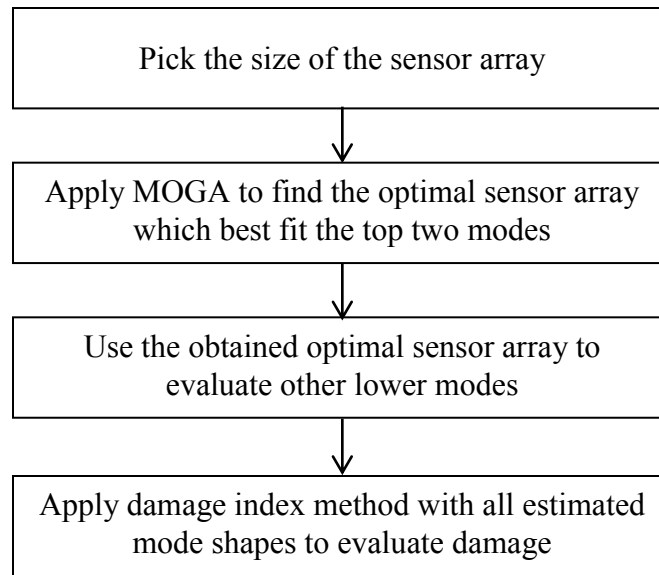 Pick the size of the sensor array
Apply MOGA to find the optimal sensor array
which best fit the top two modes
Use the obtained optimal sensor array to
evaluate other lower modes
Apply damage index method with all estimated
mode shapes to evaluate damage